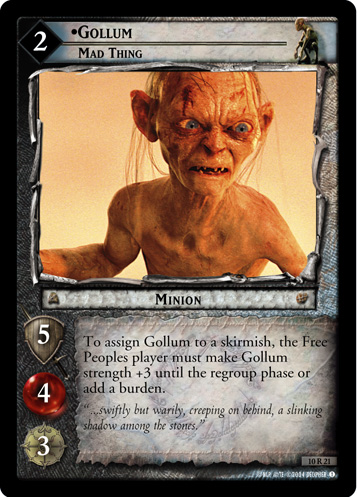 2
•GOLLUM
MAD THING
MINION
5
4
3
To assign Gollum to a skirmish, the Free
Peoples player must make Gollum
strength +3 until the regroup phase or
add a burden.
"...swiftly but warily, creeping on behind, a slinking
shadow among the stones."
10 R 21